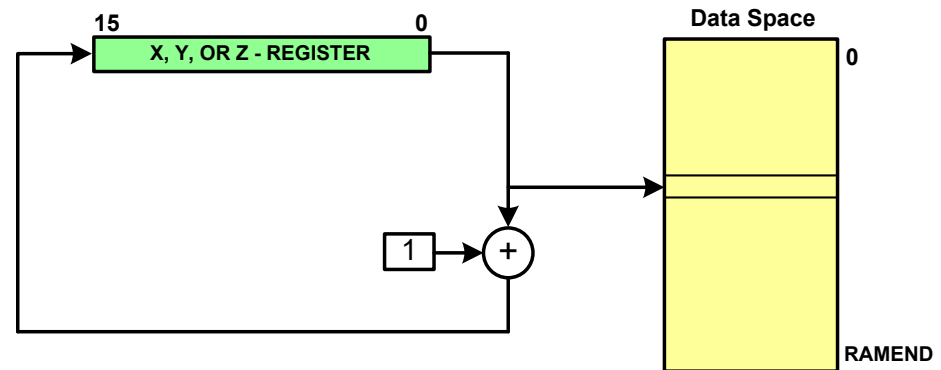 Data Space
15 0
X, Y, OR Z - REGISTER
0
1
+
RAMEND